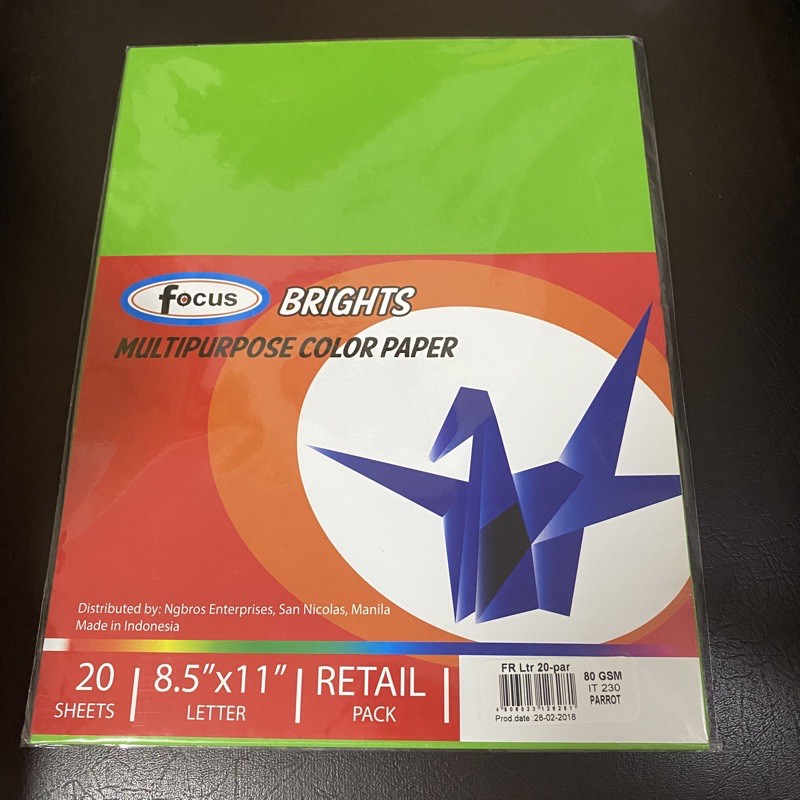 focus BRIGHTS
MULTIPURPOSE COLOR PAPER
Distributed by: Ngbros Enterprises, San Nicolas, Manila
Made in Indonesia
20 SHEETS
8.5"x11" LETTER
RETAIL PACK
FR Ltr 20-par
80 GSM
IT 230
PARROT
Prod.date :28-02-2018